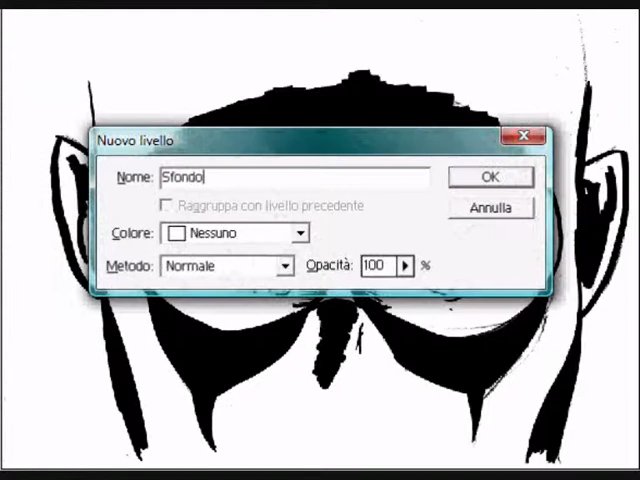 Nuovo livello
Nome: Sfondo OK
Raggruppa con livello precedente Annulla
Colore: Nessuno
Metodo: Normale Opacità: 100 %